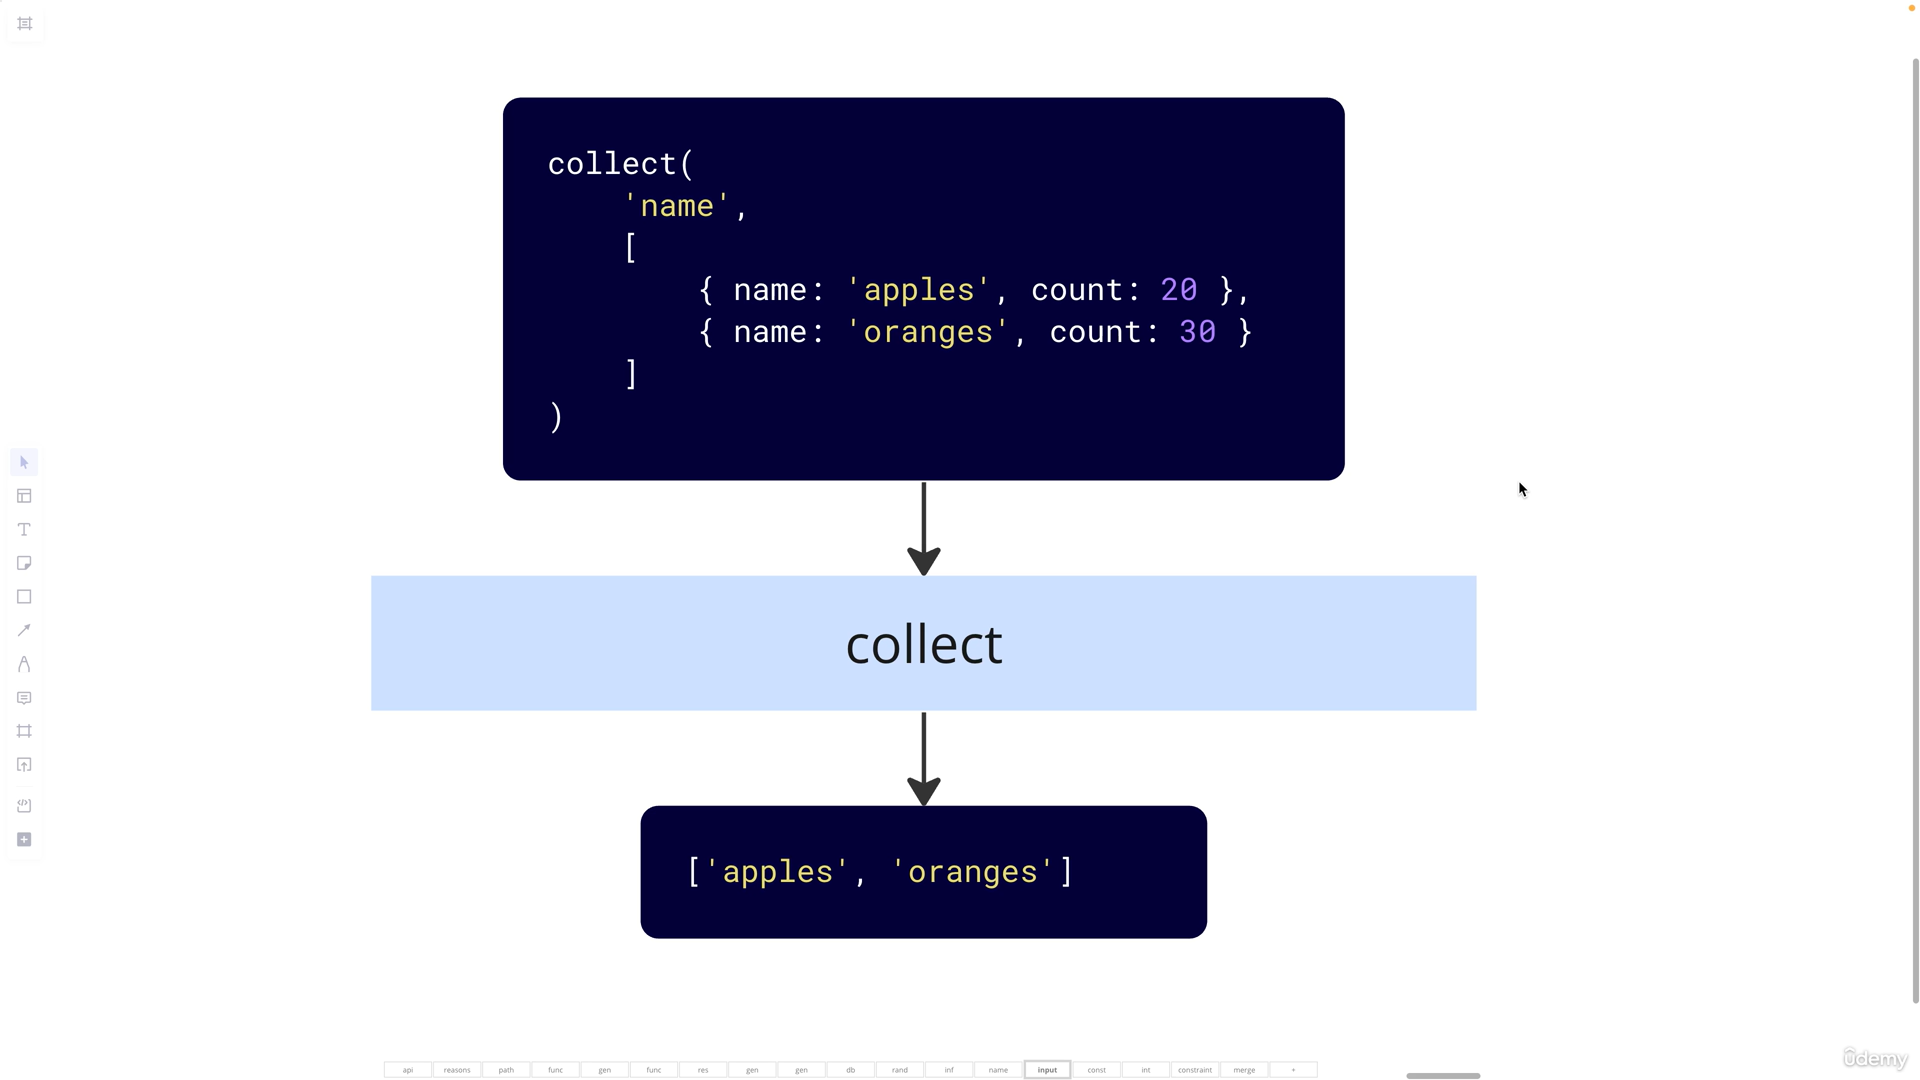 collect(
'name',
[
{ name: 'apples', count: 20 },
{ name: 'oranges', count: 30 }
]
)
collect
['apples', 'oranges']
api reasons path func gen func res gen gen db rand inf name input const int constraint merge +
ûdemy